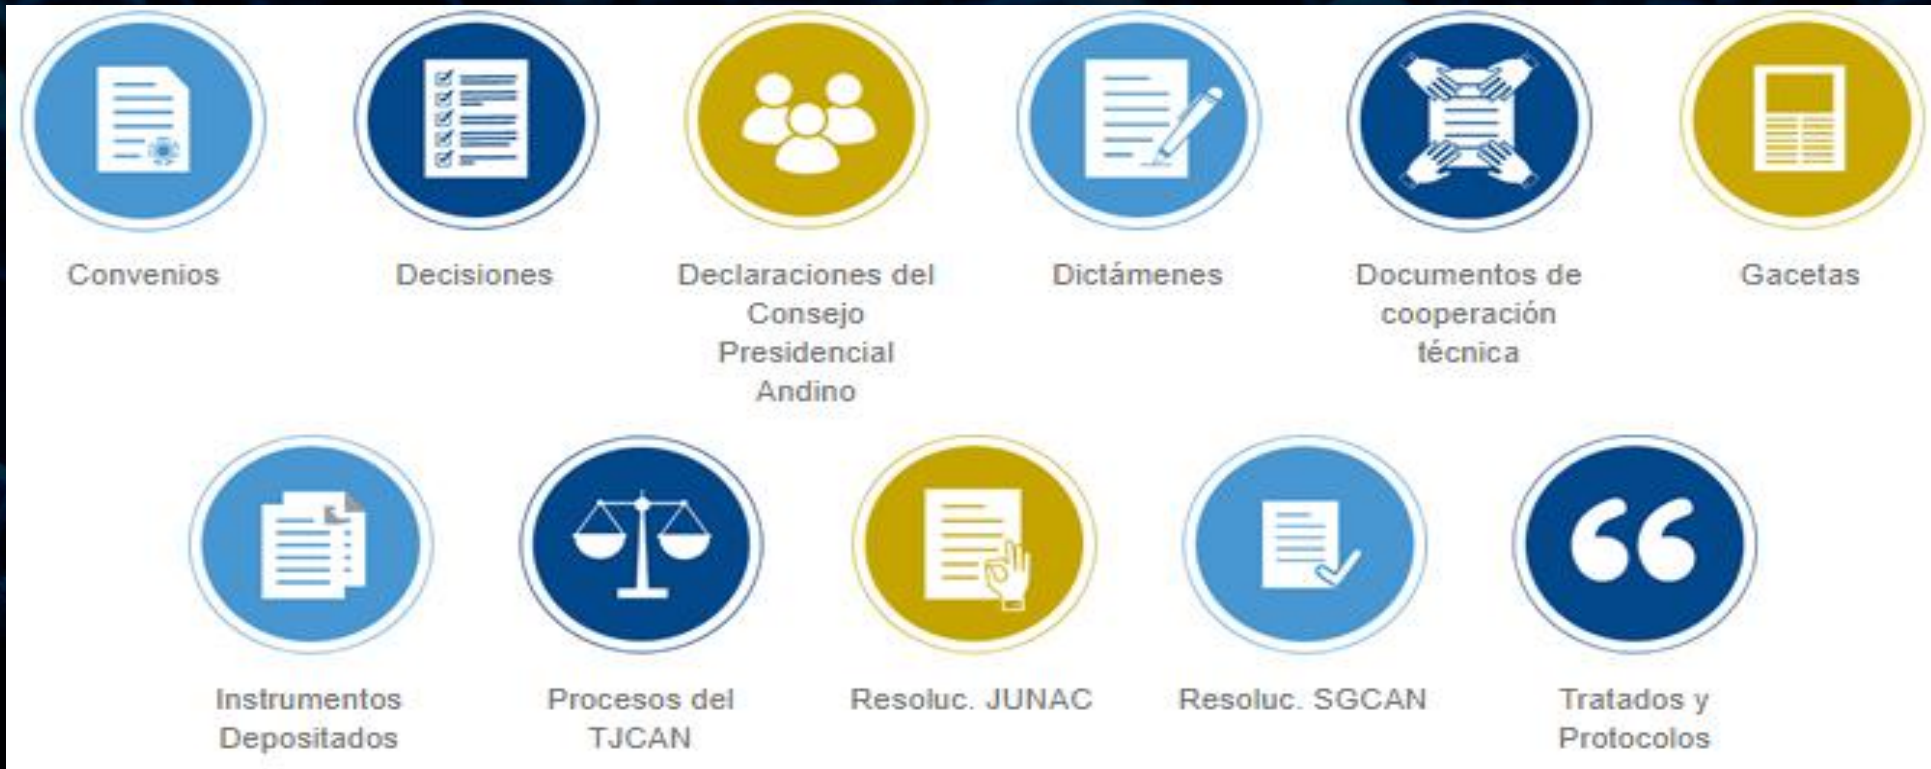 Convenios
Decisiones
Declaraciones del
Consejo
Presidencial
Andino
Dictámenes
Documentos de
cooperación
técnica
Gacetas
Instrumentos
Depositados
Procesos del
TJCAN
Resoluc. JUNAC
Resoluc. SGCAN
Tratados y
Protocolos